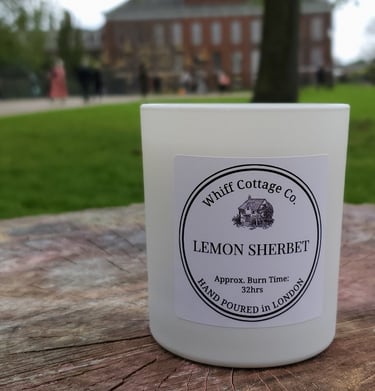 Whiff Cottage Co.
LEMON SHERBET
Approx. Burn Time:
32hrs
HAND POURED in LONDON